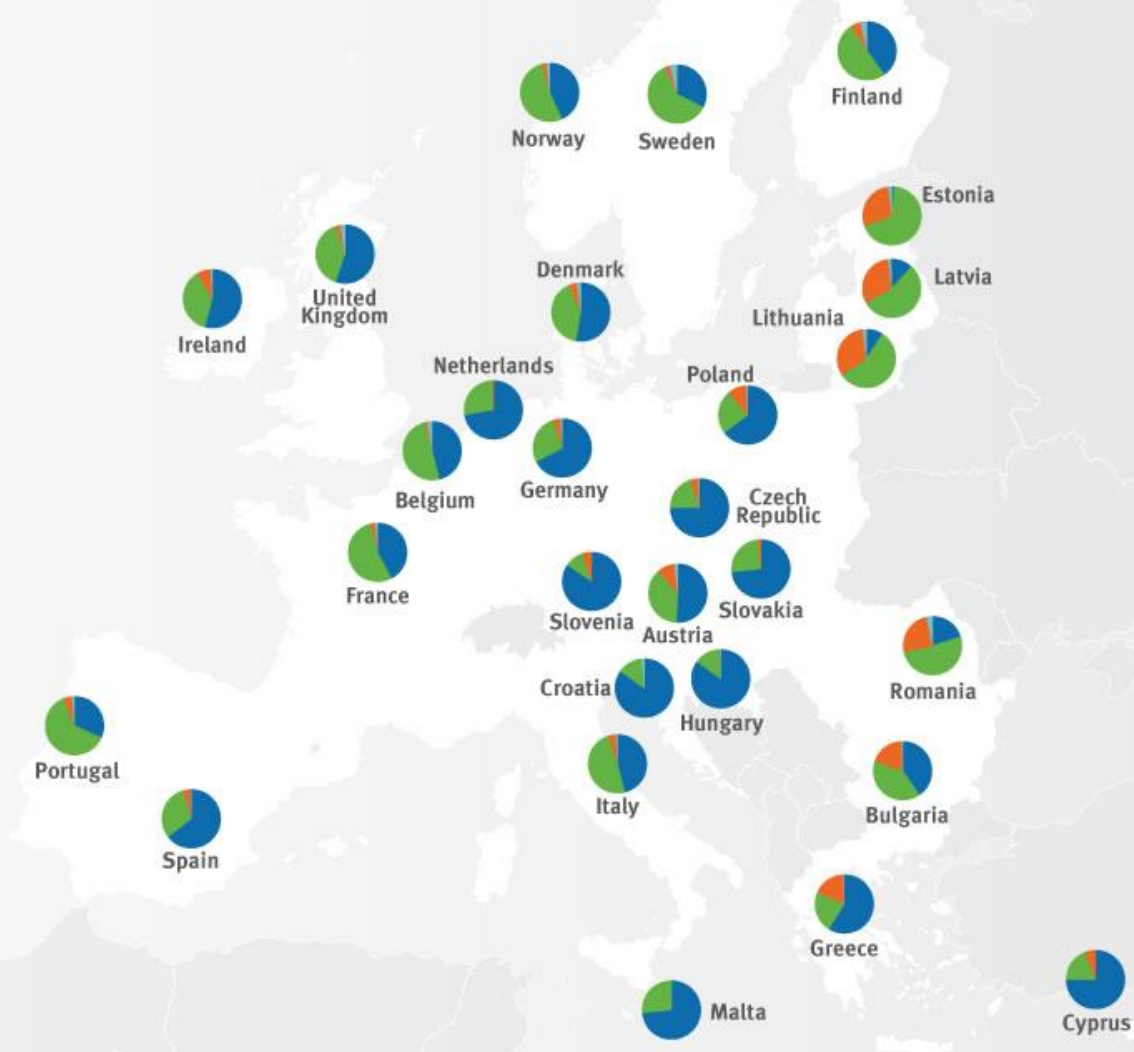 Finland
Norway
Sweden
Estonia
Denmark
Latvia
United
Kingdom
Lithuania
Ireland
Netherlands
Poland
Germany
Belgium
Czech
Republic
France
Slovenia
Slovakia
Austria
Croatia
Romania
Hungary
Portugal
Italy
Bulgaria
Spain
Greece
Malta
Cyprus